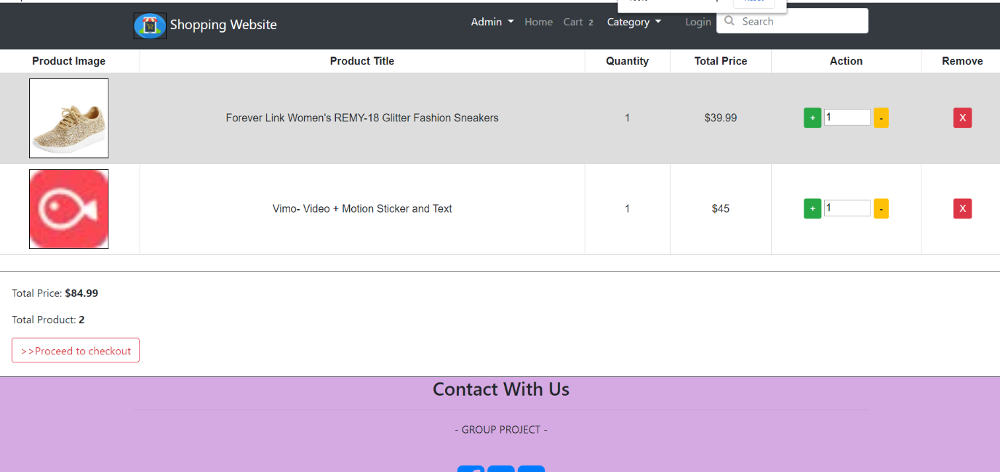 Shopping Website Admin Home Cart 2 Category Login Search
Product Image Product Title Quantity Total Price Action Remove
Forever Link Women's REMY-18 Glitter Fashion Sneakers 1 $39.99 + 1 - X
Vimo- Video + Motion Sticker and Text 1 $45 + 1 - X
Total Price: $84.99
Total Product: 2
>>Proceed to checkout
Contact With Us
- GROUP PROJECT -